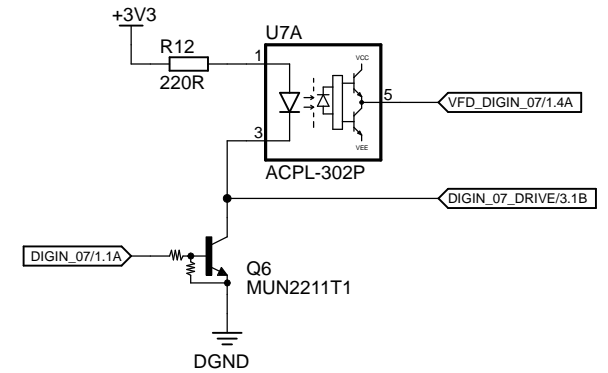 +3V3
U7A
R12
1
220R
VCC
5
VFD_DIGIN_07/1.4A
3
VEE
ACPL-302P
DIGIN_07_DRIVE/3.1B
DIGIN_07/1.1A
Q6
MUN2211T1
DGND